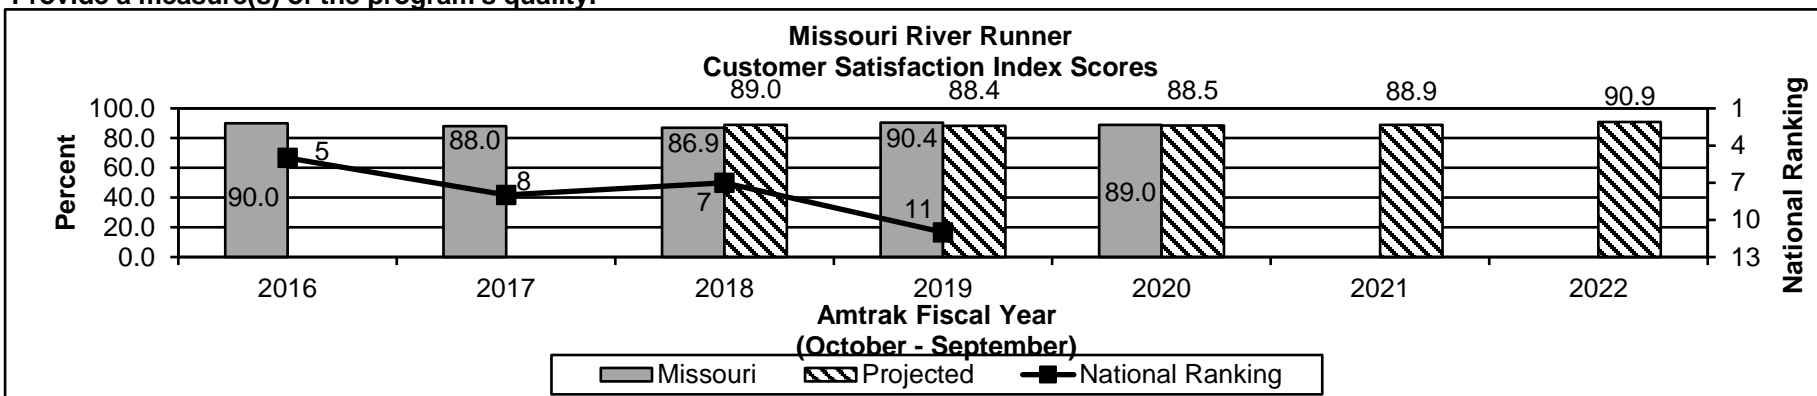 Provide a measure(s) of the program's quality.
Missouri River Runner
Customer Satisfaction Index Scores
89.0 88.4 88.5 88.9 90.9
100.0
80.0
60.0
40.0
20.0
0.0
Percent
90.0 88.0 86.9 90.4 89.0
5 8 7 11
1
4
7
10
13
National Ranking
2016 2017 2018 2019 2020 2021 2022
Amtrak Fiscal Year
(October - September)
Missouri Projected National Ranking